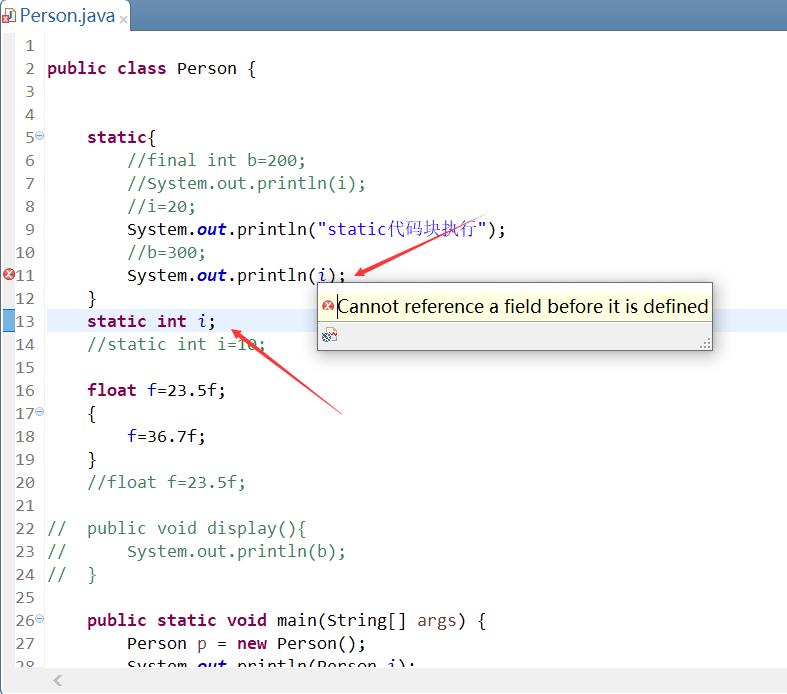 Person.java
1
2 public class Person {
3
4
5 static{
6 //final int b=200;
7 //System.out.println(i);
8 //i=20;
9 System.out.println("static代码块执行");
10 //b=300;
11 System.out.println(i);
Cannot reference a field before it is defined
12 }
13 static int i;
14 //static int i=10;
15
16 float f=23.5f;
17 {
18 f=36.7f;
19 }
20 //float f=23.5f;
21
22 // public void display(){
23 // System.out.println(b);
24 // }
25
26 public static void main(String[] args) {
27 Person p = new Person();
28 System.out.println(Person.i);